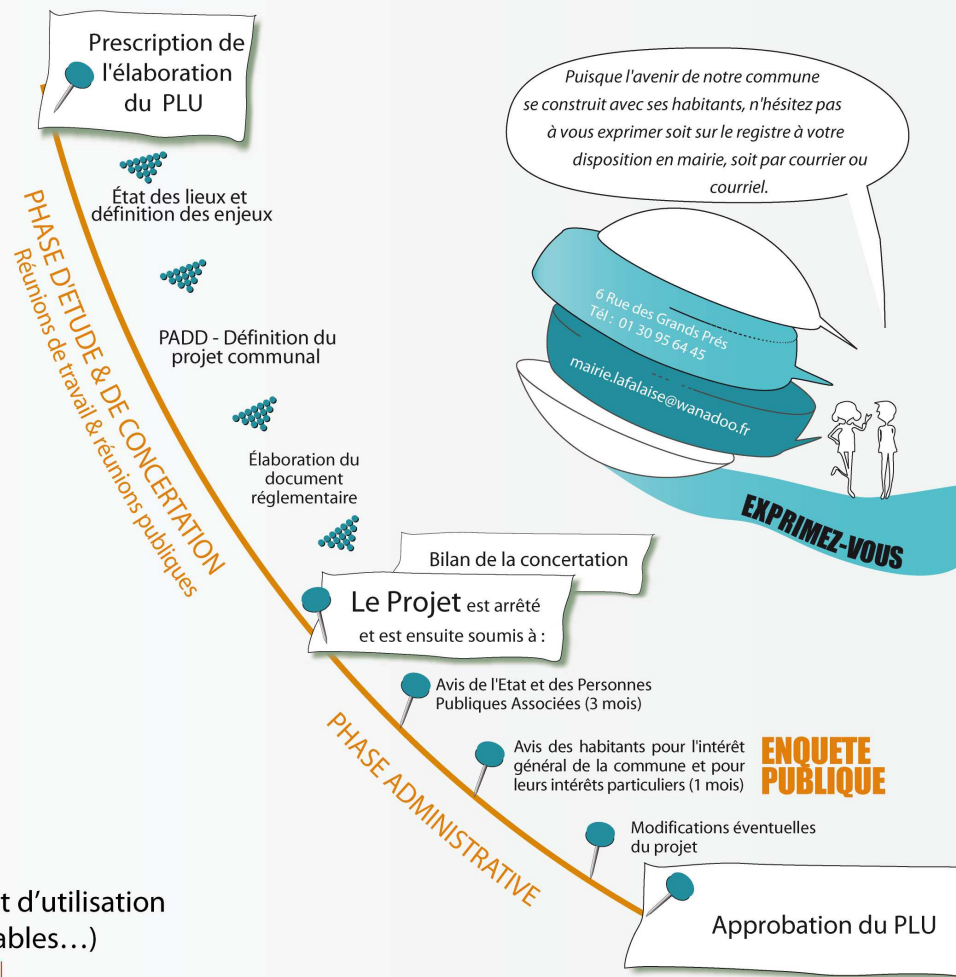 Prescription de
l'élaboration
du PLU
État des lieux et
définition des enjeux
PADD - Définition du
projet communal
Élaboration du
document
réglementaire
PHASE D'ETUDE & DE CONCERTATION
Réunions de travail & réunions publiques
Puisque l'avenir de notre commune
se construit avec ses habitants, n'hésitez pas
à vous exprimer soit sur le registre à votre
disposition en mairie, soit par courrier ou
courriel.
6 Rue des Grands Prés
Tél : 01 30 95 64 45
mairie.lafalaise@wanadoo.fr
EXPRIMEZ-VOUS
Bilan de la concertation
Le Projet est arrêté
et est ensuite soumis à :
Avis de l'Etat et des Personnes
Publiques Associées (3 mois)
Avis des habitants pour l'intérêt
général de la commune et pour
leurs intérêts particuliers (1 mois)
ENQUETE
PUBLIQUE
Modifications éventuelles
du projet
PHASE ADMINISTRATIVE
Approbation du PLU
t d'utilisation
ables…)